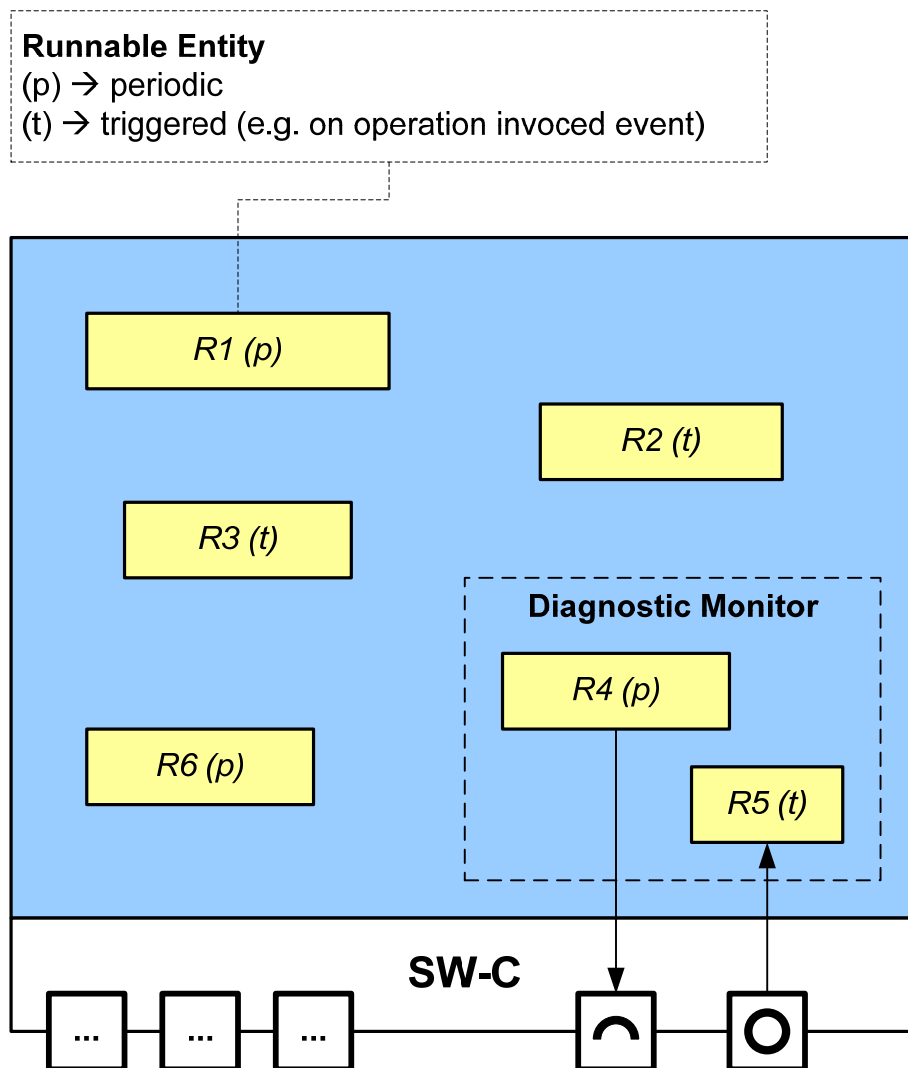 Runnable Entity
(p) → periodic
(t) → triggered (e.g. on operation invoced event)
R1 (p)
R2 (t)
R3 (t)
Diagnostic Monitor
R4 (p)
R6 (p)
R5 (t)
SW-C
...
...
...